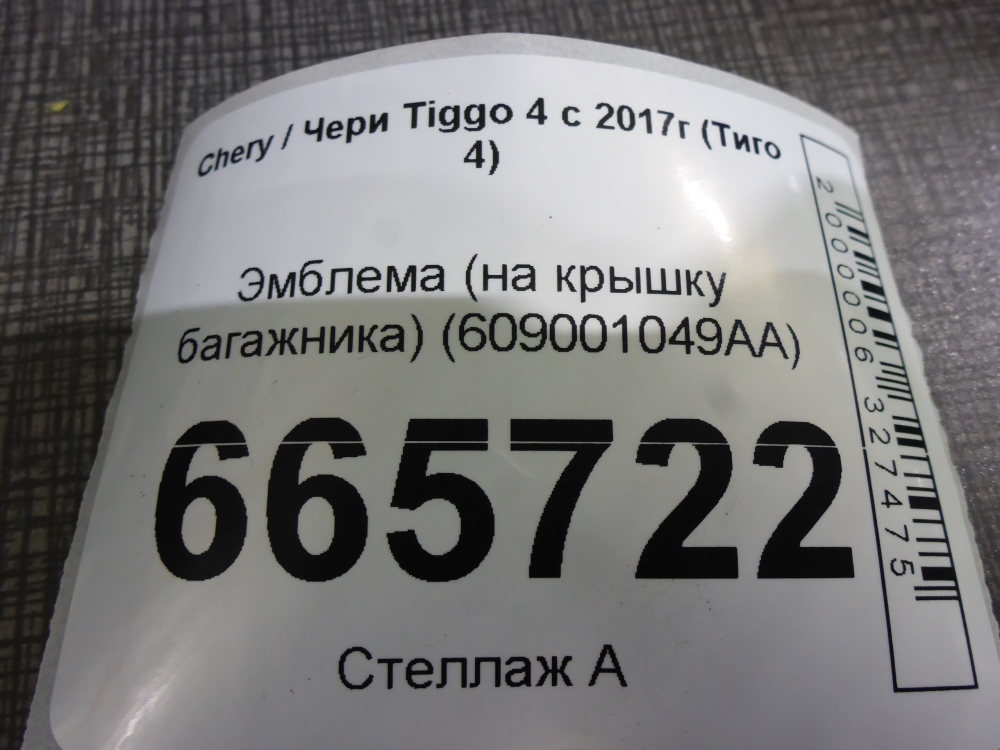 Chery / Чери Tiggo 4 с 2017г (Тиго
4)
Эмблема (на крышку
багажника) (609001049AA)
665722
Стеллаж А
2000006327475